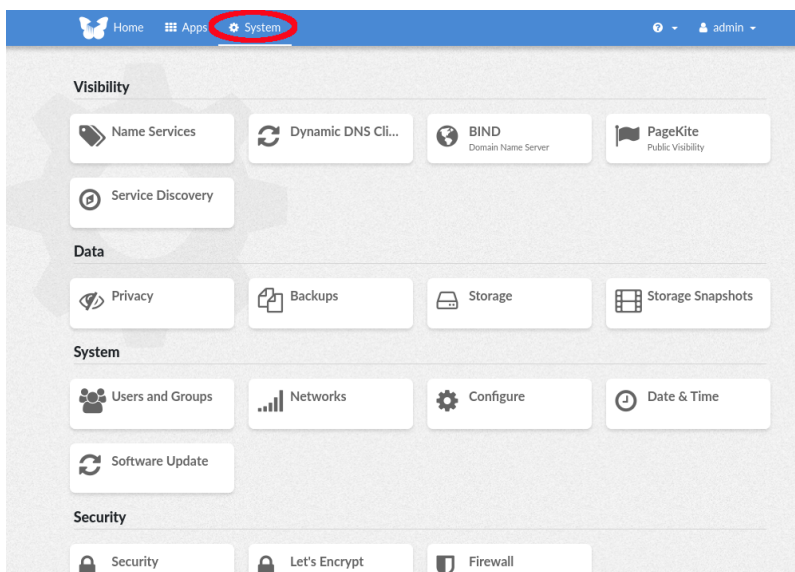 Home Apps System admin
Visibility
Name Services Dynamic DNS Cli... BIND PageKite
Domain Name Server Public Visibility
Service Discovery
Data
Privacy Backups Storage Storage Snapshots
System
Users and Groups Networks Configure Date & Time
Software Update
Security
Security Let's Encrypt Firewall